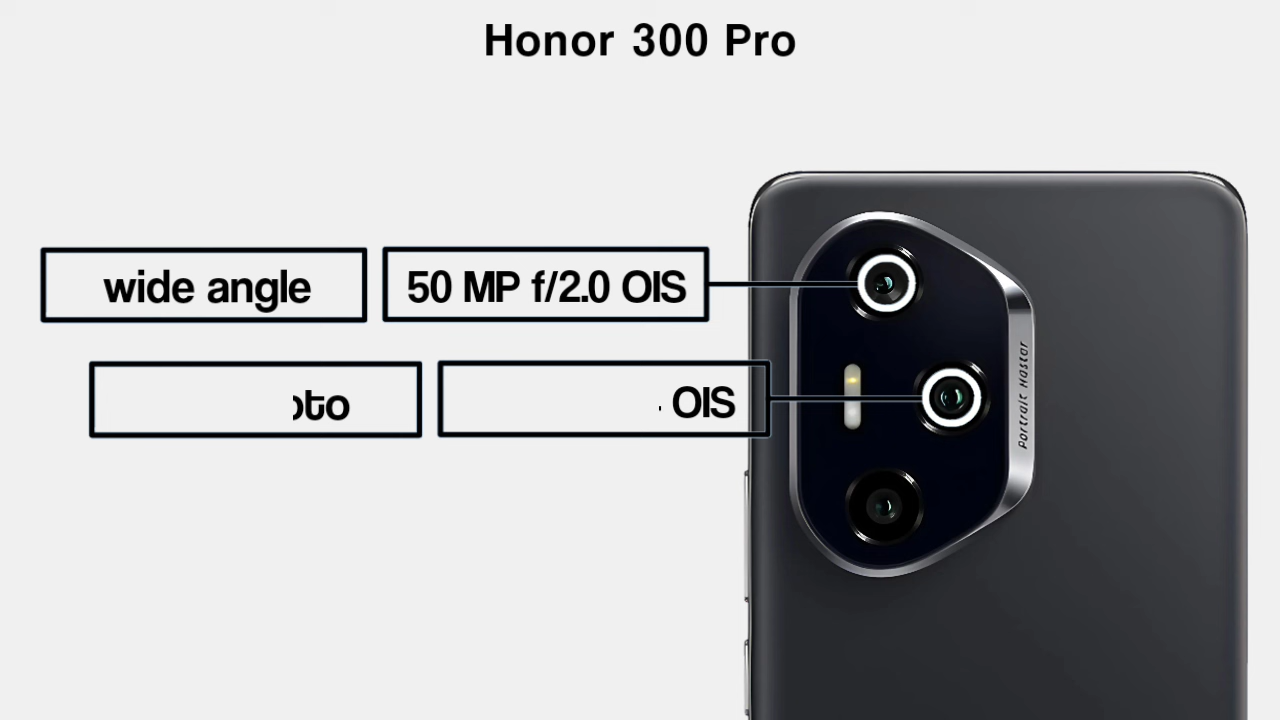 Honor 300 Pro
wide angle
50 MP f/2.0 OIS
oto
OIS
Portrait Master